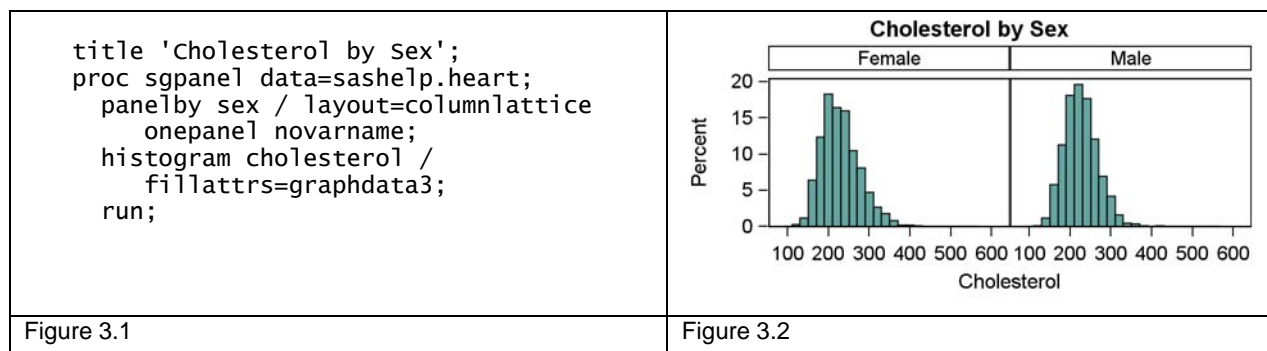 title 'Cholesterol by Sex';
proc sgpanel data=sashelp.heart;
panelby sex / layout=columnlattice
onepanel novarname;
histogram cholesterol /
fillattrs=graphdata3;
run;
Figure 3.1
Cholesterol by Sex
Female Male
20
15
10
5
0
Percent
100 200 300 400 500 600 100 200 300 400 500 600
Cholesterol
Figure 3.2